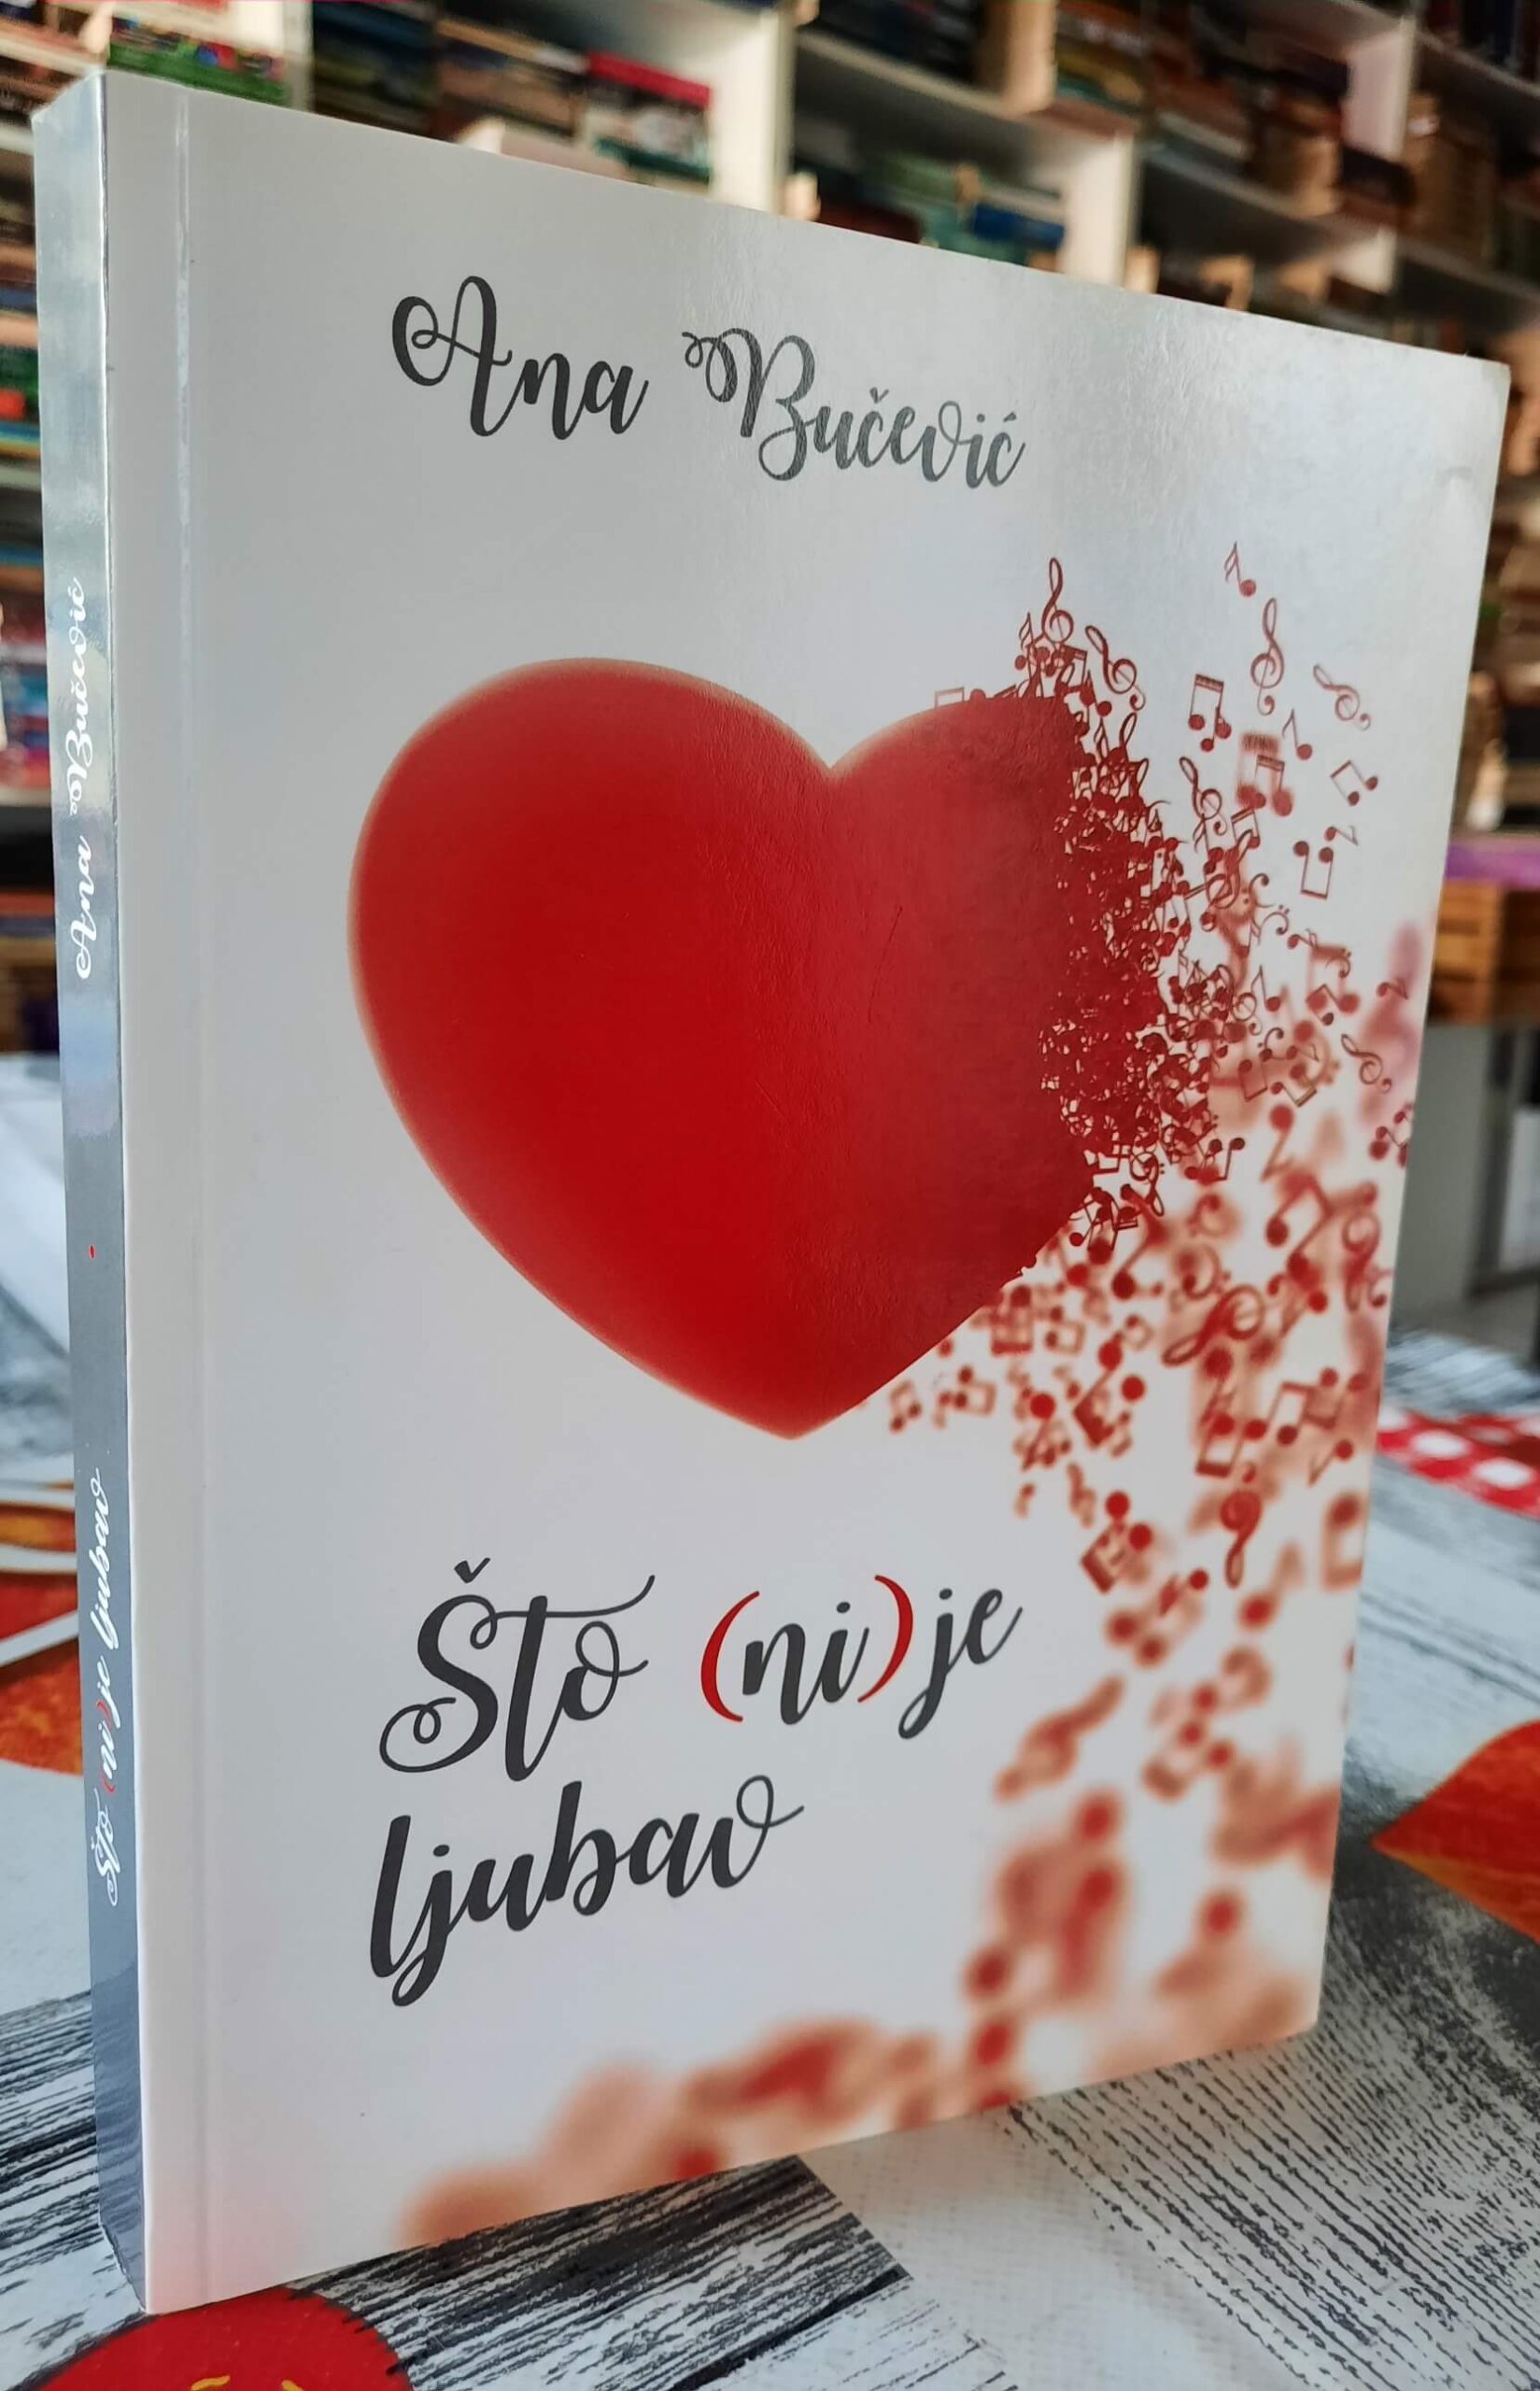 Ana Bučević
Što (ni)je
ljubav
Ana Bučević • Što (ni)je ljubav